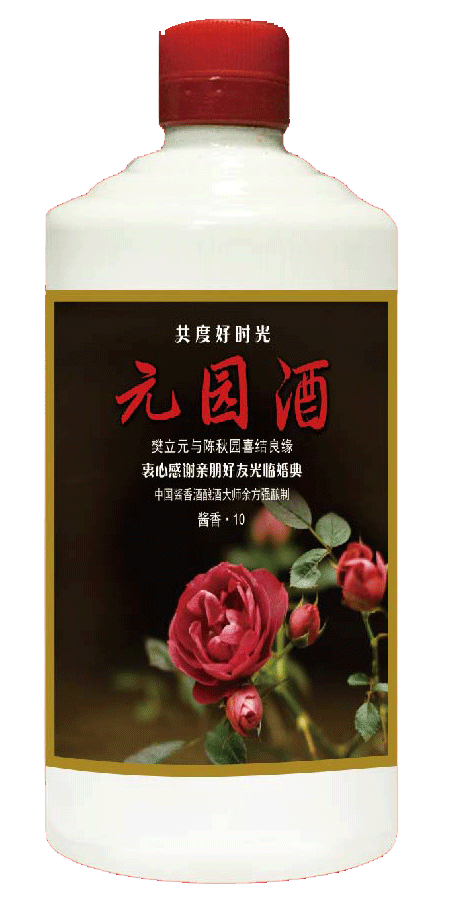 共度好时光
元园酒
樊立元与陈秋园喜结良缘
衷心感谢亲朋好友光临婚典
中国酱香酒酿酒大师余方强酿制
酱香·10